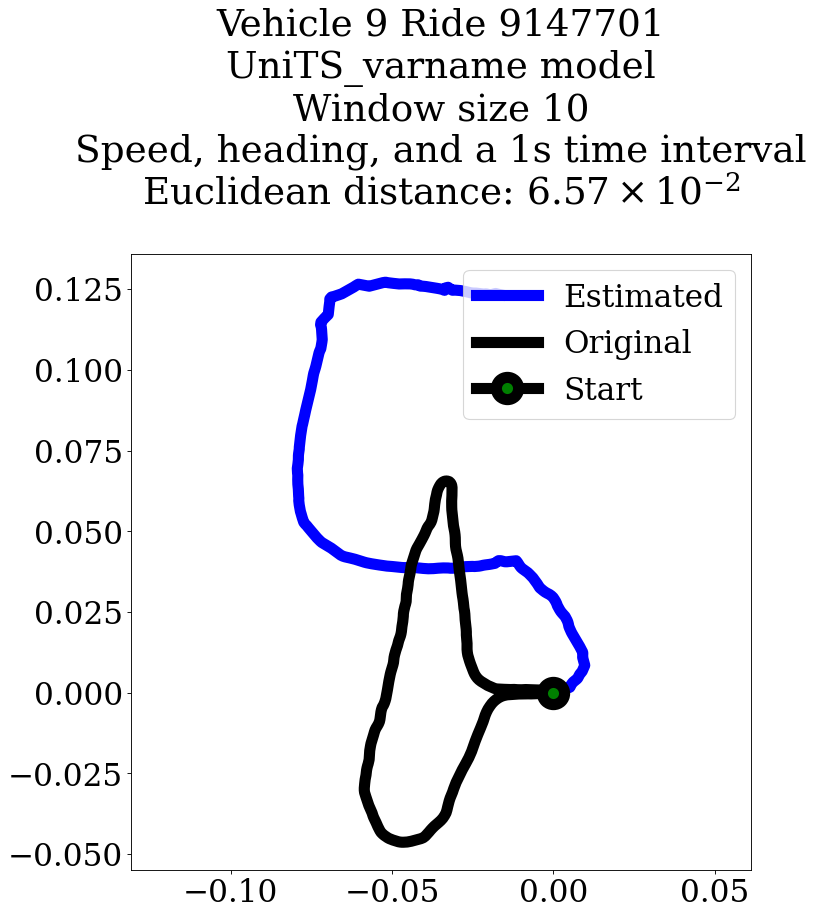 Vehicle 9 Ride 9147701
UniTS_varname model
Window size 10
Speed, heading, and a 1s time interval
Euclidean distance: 6.57 × 10⁻²
Estimated
Original
Start
0.125
0.100
0.075
0.050
0.025
0.000
−0.025
−0.050
−0.10 −0.05 0.00 0.05